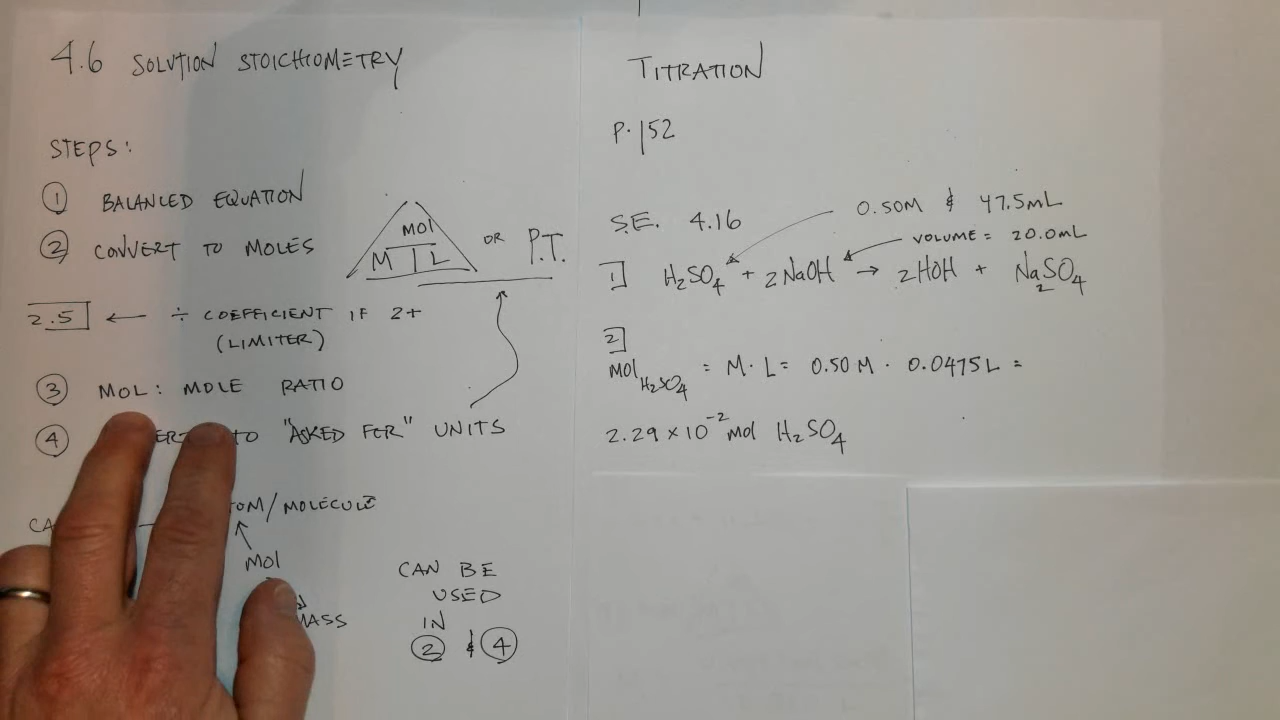 4.6 SOLUTION STOICHIOMETRY
STEPS:
① BALANCED EQUATION
② CONVERT TO MOLES
MOL
M | L
OR P.T.
2.5 ← ÷ COEFFICIENT IF 2+
(LIMITER)
③ MOL: MOLE RATIO
④ TO "ASKED FOR" UNITS
/MOLECULE
MOL
CAN BE
USED
IN
② & ④
TITRATION
P. 152
S.E. 4.16
0.50M & 47.5mL
VOLUME = 20.0mL
1 H₂SO₄ + 2NaOH → 2HOH + Na₂SO₄
2
mol H₂SO₄ = M · L = 0.50 M · 0.0475 L =
2.29 × 10⁻² mol H₂SO₄